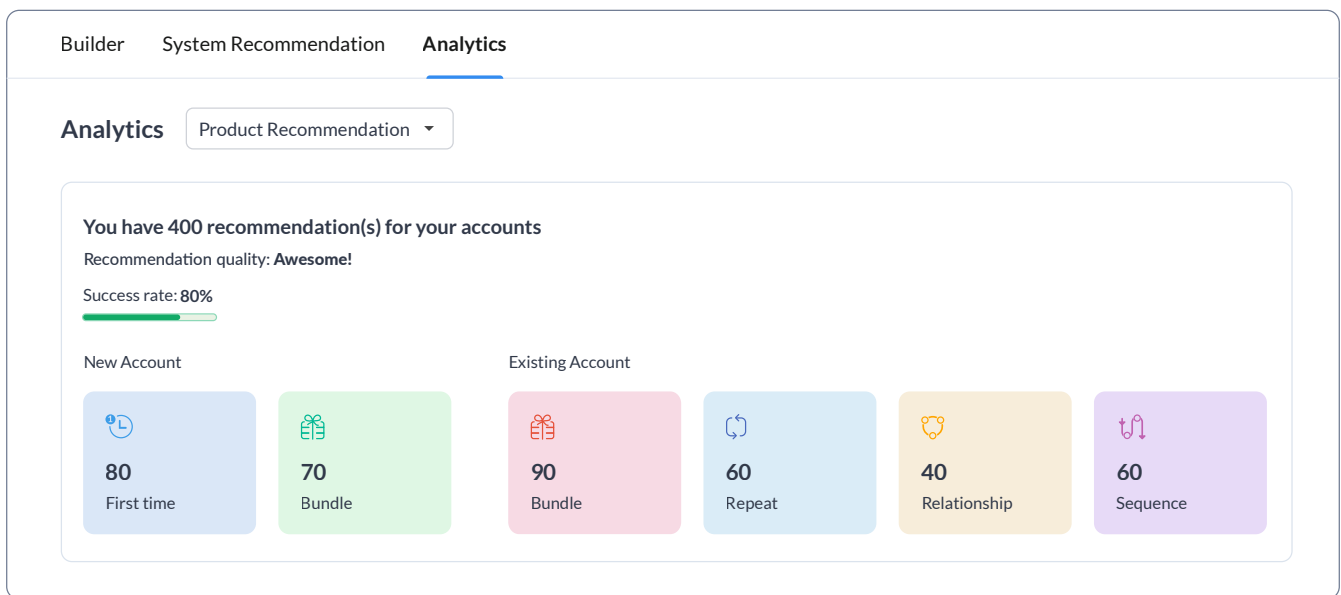 Builder System Recommendation Analytics
Analytics Product Recommendation
You have 400 recommendation(s) for your accounts
Recommendation quality: Awesome!
Success rate: 80%
New Account Existing Account
1
80 70 90 60 40 60
First time Bundle Bundle Repeat Relationship Sequence